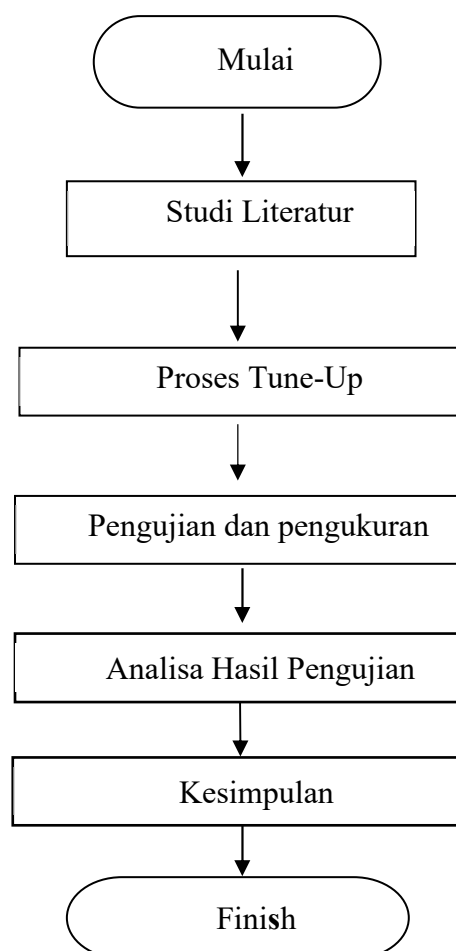 Mulai
Studi Literatur
Proses Tune-Up
Pengujian dan pengukuran
Analisa Hasil Pengujian
Kesimpulan
Finish